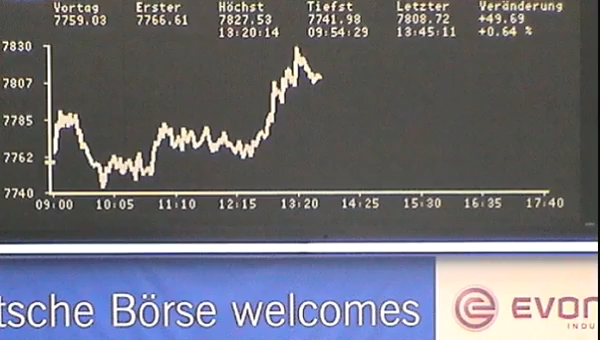 Vortag Erster Höchst Tiefst Letzter Veränderung
7759.03 7766.61 7827.53 7741.98 7808.72 +49.69
13:20:14 09:54:29 13:45:11 +0.64 %
7830
7807
7785
7762
7740
09:00 10:05 11:10 12:15 13:20 14:25 15:30 16:35 17:40
tsche Börse welcomes
EVON
INDU